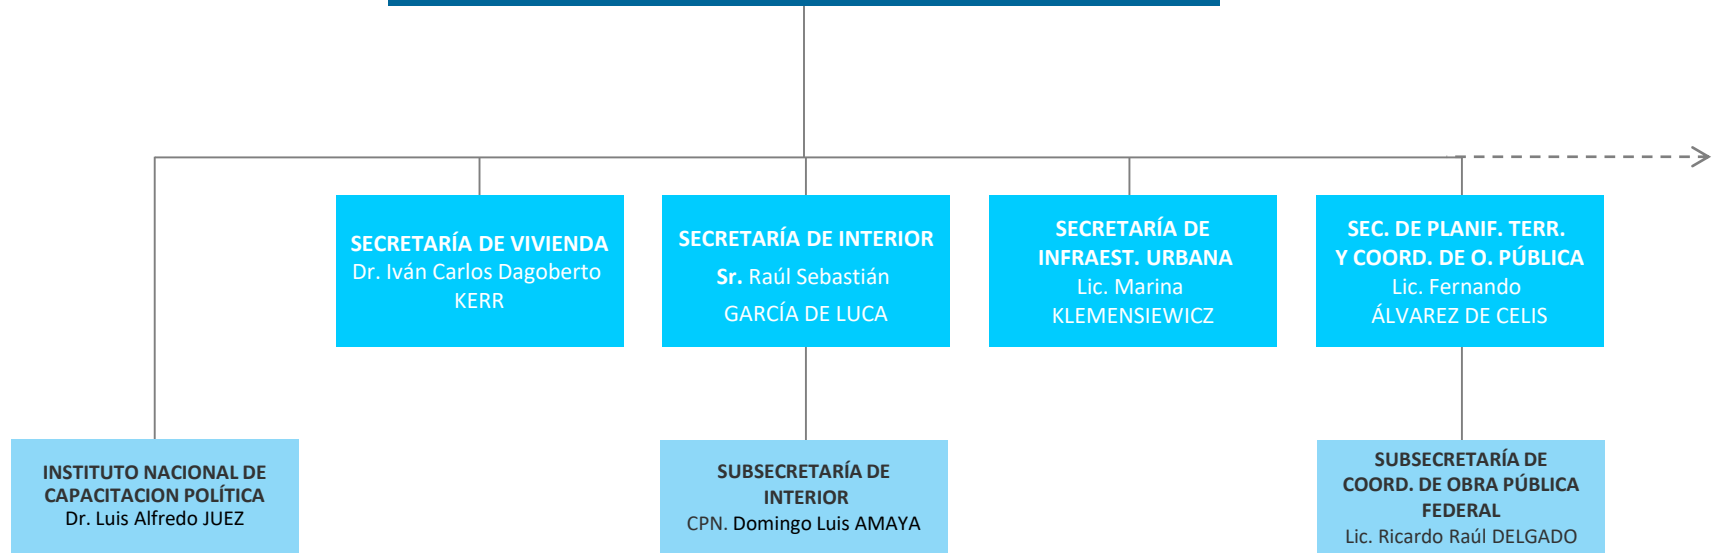 SECRETARÍA DE VIVIENDA
Dr. Iván Carlos Dagoberto
KERR
SECRETARÍA DE INTERIOR
Sr. Raúl Sebastián
GARCÍA DE LUCA
SECRETARÍA DE
INFRAEST. URBANA
Lic. Marina
KLEMENSIEWICZ
SEC. DE PLANIF. TERR.
Y COORD. DE O. PÚBLICA
Lic. Fernando
ÁLVAREZ DE CELIS
INSTITUTO NACIONAL DE
CAPACITACION POLÍTICA
Dr. Luis Alfredo JUEZ
SUBSECRETARÍA DE
INTERIOR
CPN. Domingo Luis AMAYA
SUBSECRETARÍA DE
COORD. DE OBRA PÚBLICA
FEDERAL
Lic. Ricardo Raúl DELGADO